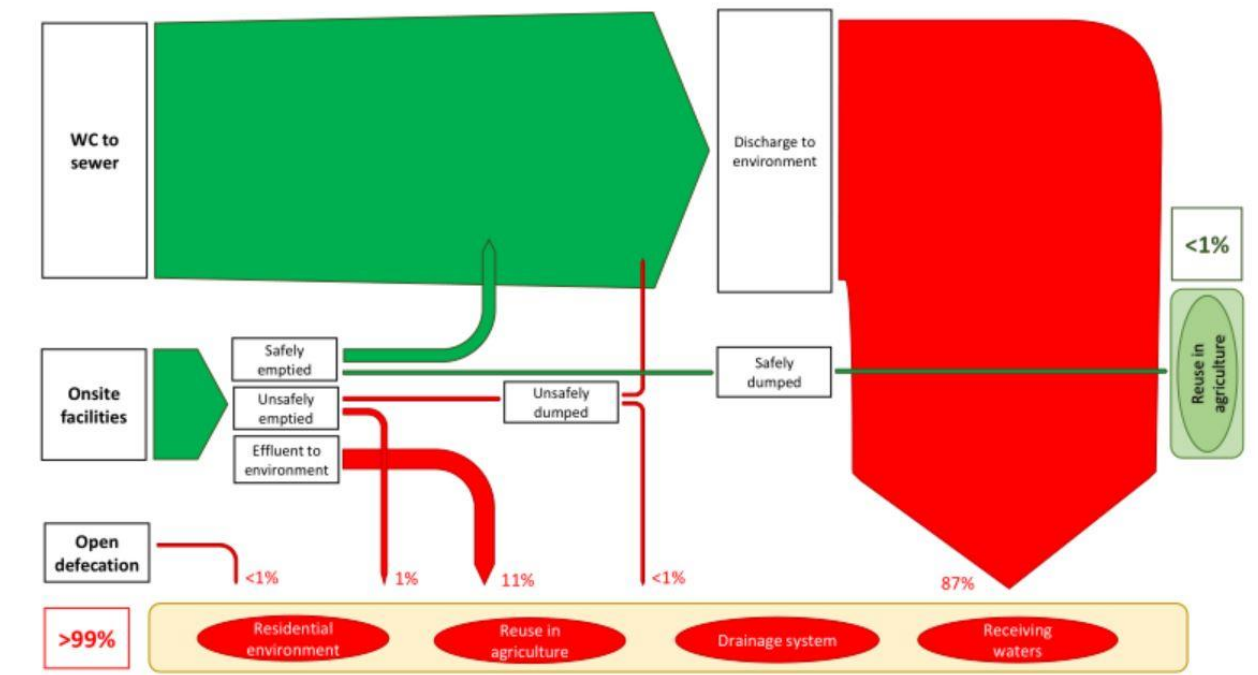 WC to
sewer
Discharge to
environment
<1%
Reuse in
agriculture
Onsite
facilities
Safely
emptied
Unsafely
emptied
Effluent to
environment
Unsafely
dumped
Safely
dumped
Open
defecation
<1%
1%
11%
<1%
87%
>99%
Residential
environment
Reuse in
agriculture
Drainage system
Receiving
waters